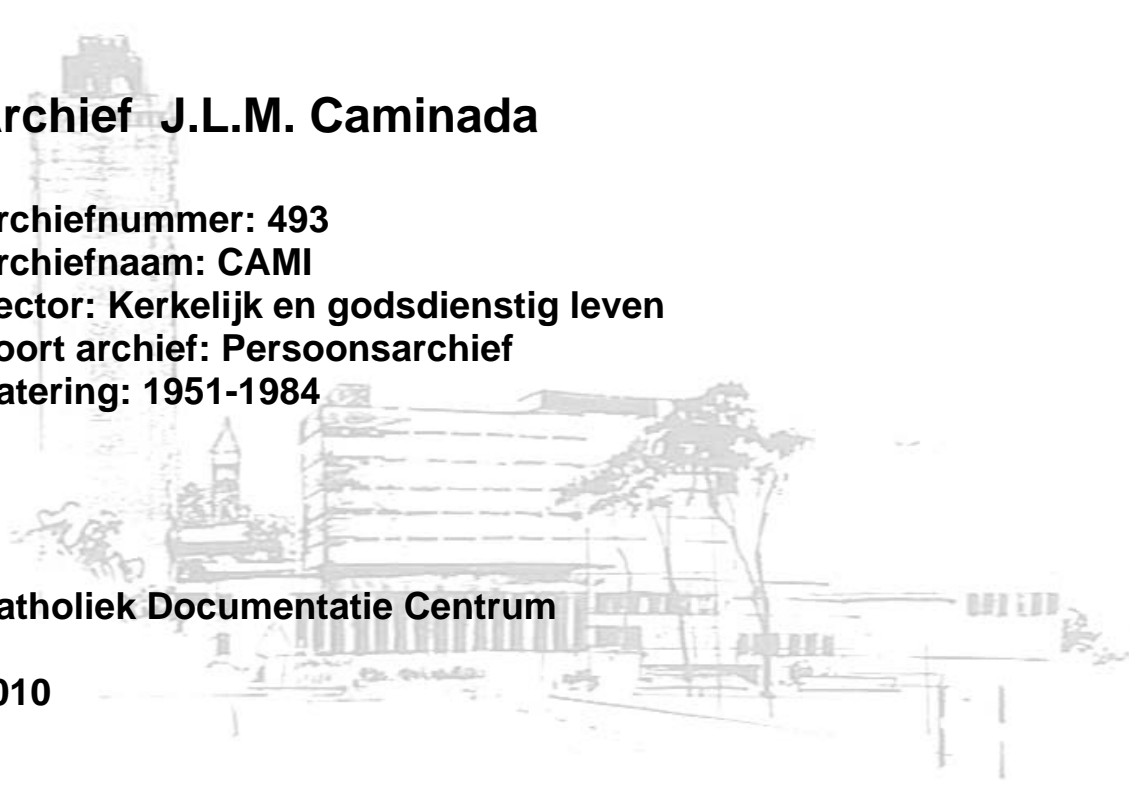 rchief J.L.M. Caminada
rchiefnummer: 493
rchiefnaam: CAMI
ector: Kerkelijk en godsdienstig leven
oort archief: Persoonsarchief
atering: 1951-1984
atholiek Documentatie Centrum
010